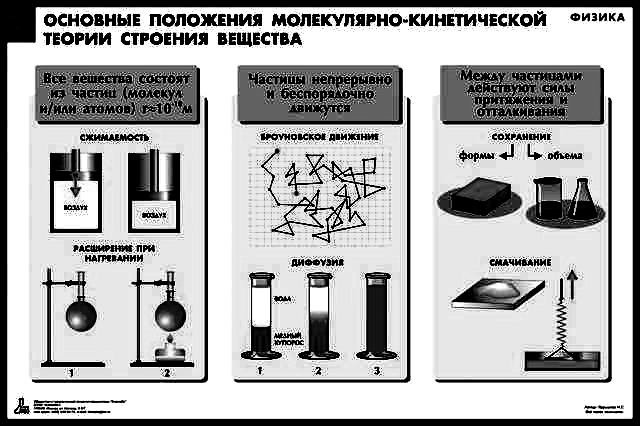 ОСНОВНЫЕ ПОЛОЖЕНИЯ МОЛЕКУЛЯРНО-КИНЕТИЧЕСКОЙ
ТЕОРИИ СТРОЕНИЯ ВЕЩЕСТВА
ФИЗИКА
Все вещества состоят
из частиц (молекул
и/или атомов) r≈10⁻¹⁰м
СЖИМАЕМОСТЬ
ВОЗДУХ
ВОЗДУХ
РАСШИРЕНИЕ ПРИ
НАГРЕВАНИИ
1
2
Частицы непрерывно
и беспорядочно
движутся
БРОУНОВСКОЕ ДВИЖЕНИЕ
ДИФФУЗИЯ
ВОДА
МЕДНЫЙ
КУПОРОС
1
2
3
Между частицами
действуют силы
притяжения и
отталкивания
СОХРАНЕНИЕ
формы
объема
СМАЧИВАНИЕ